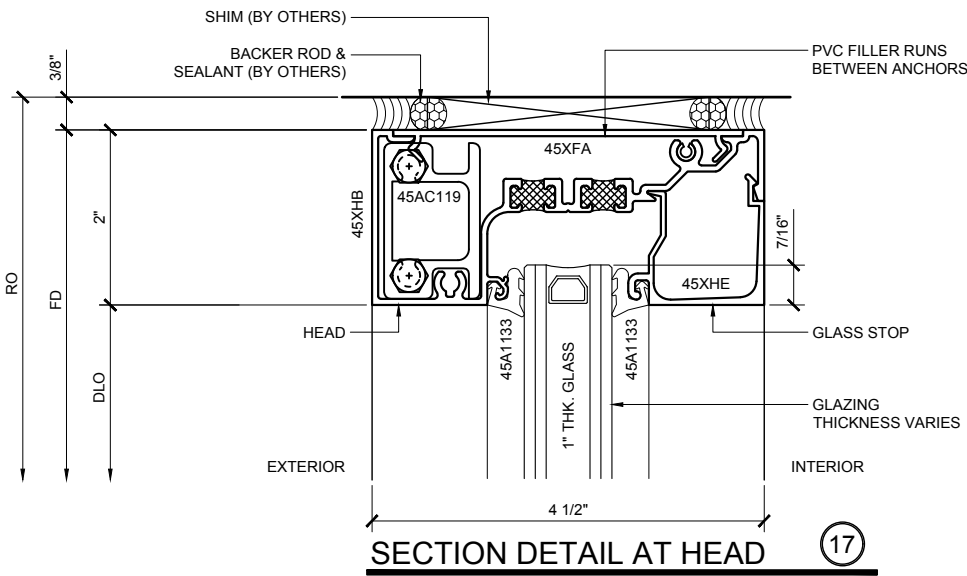 SHIM (BY OTHERS)
BACKER ROD &
SEALANT (BY OTHERS)
PVC FILLER RUNS
BETWEEN ANCHORS
3/8"
45XFA
45AC119
45XHB
2"
7/16"
RO
FD
45XHE
HEAD
GLASS STOP
45A1133
45A1133
1" THK. GLASS
DLO
GLAZING
THICKNESS VARIES
EXTERIOR
INTERIOR
4 1/2"
SECTION DETAIL AT HEAD
17